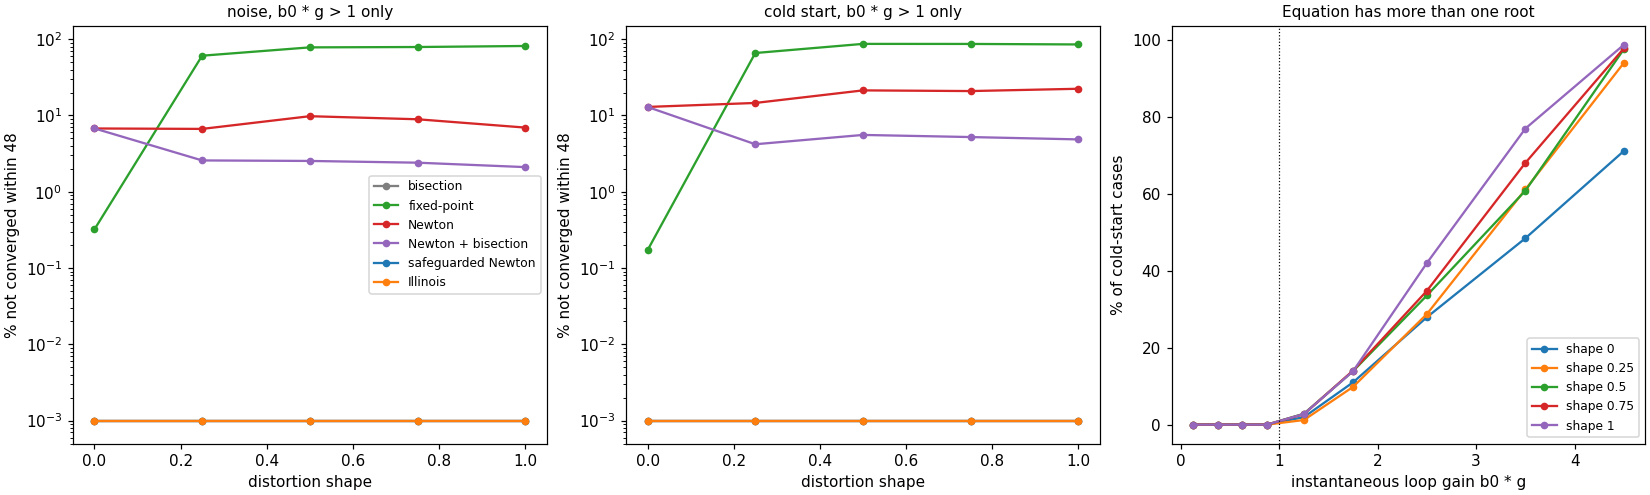 noise, b0 * g > 1 only
% not converged within 48
10²
10¹
10⁰
10⁻¹
10⁻²
10⁻³
0.0 0.2 0.4 0.6 0.8 1.0
distortion shape
bisection
fixed-point
Newton
Newton + bisection
safeguarded Newton
Illinois
cold start, b0 * g > 1 only
% not converged within 48
10²
10¹
10⁰
10⁻¹
10⁻²
10⁻³
0.0 0.2 0.4 0.6 0.8 1.0
distortion shape
Equation has more than one root
% of cold-start cases
100
80
60
40
20
0
0 1 2 3 4
instantaneous loop gain b0 * g
shape 0
shape 0.25
shape 0.5
shape 0.75
shape 1